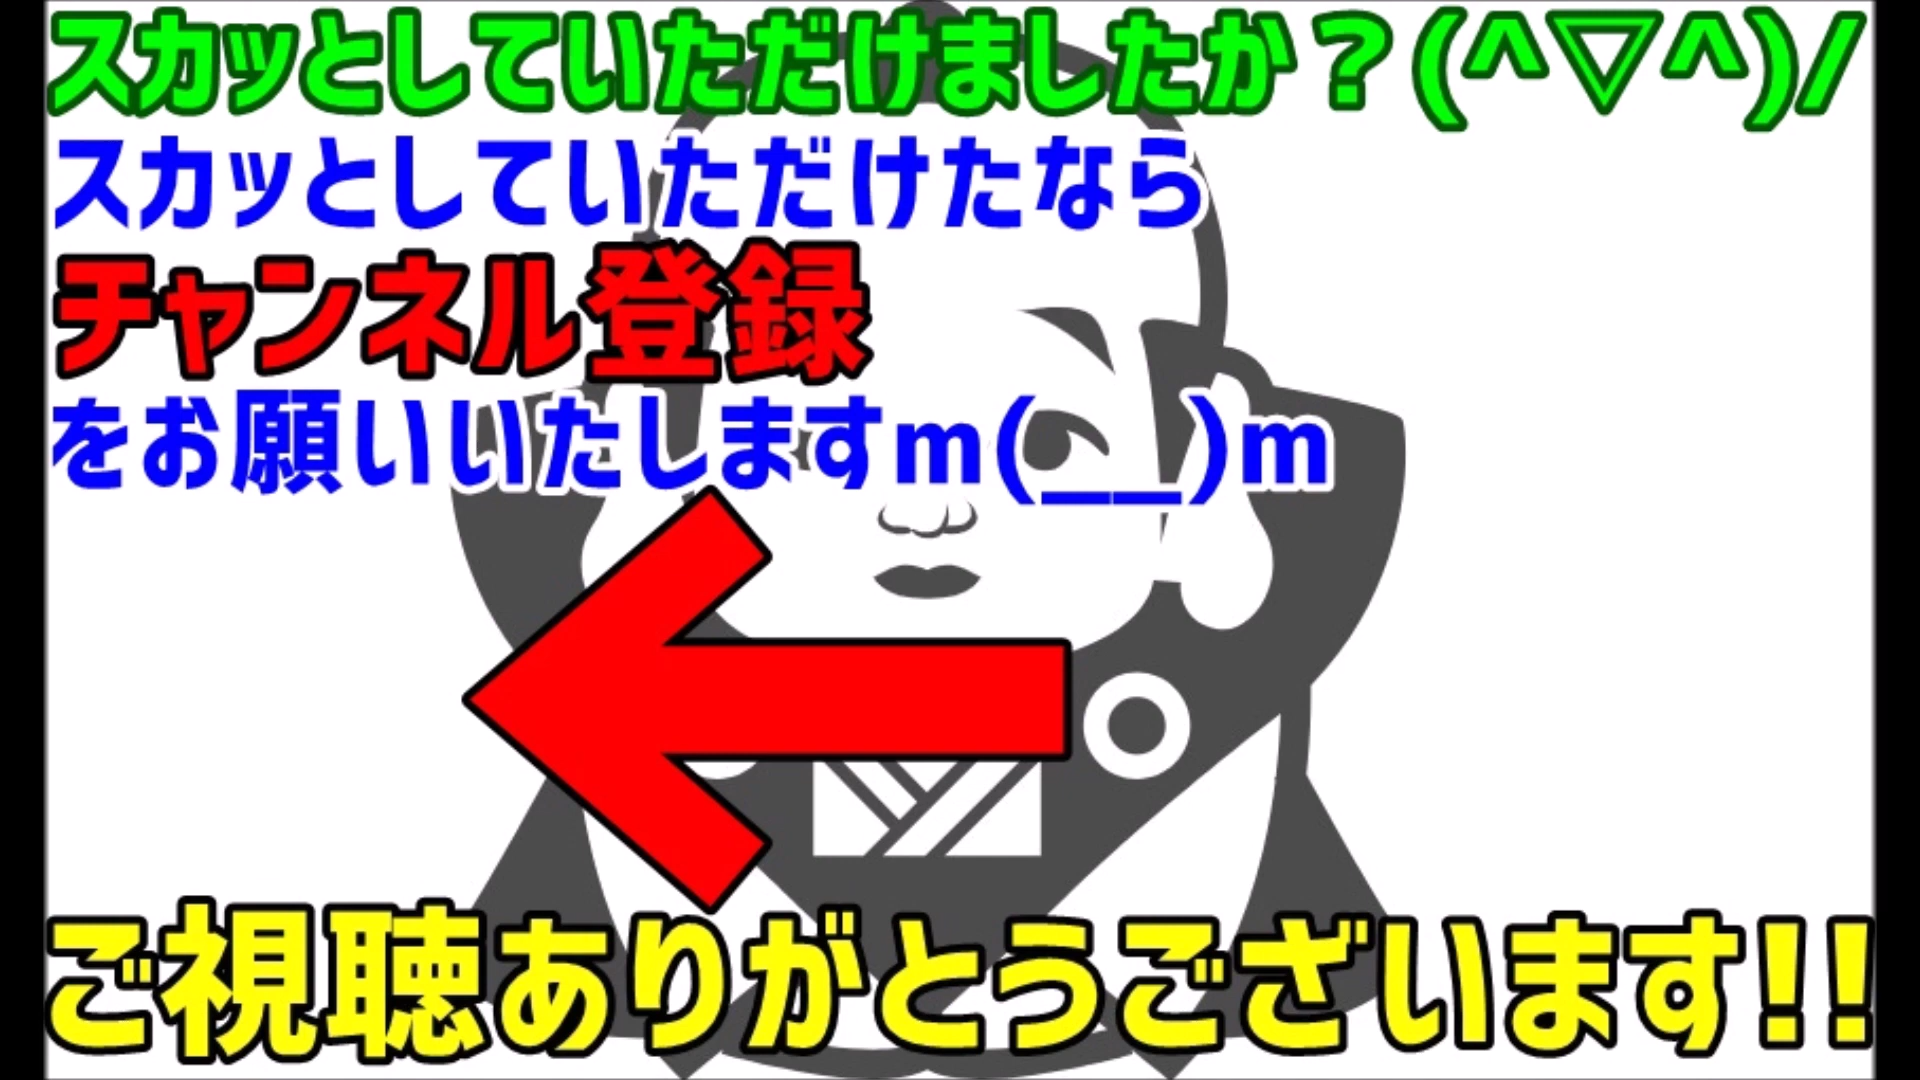 スカッとしていただけましたか？(^▽^)/
スカッとしていただけたなら
チャンネル登録
をお願いいたしますm(__)m
ご視聴ありがとうございます!!